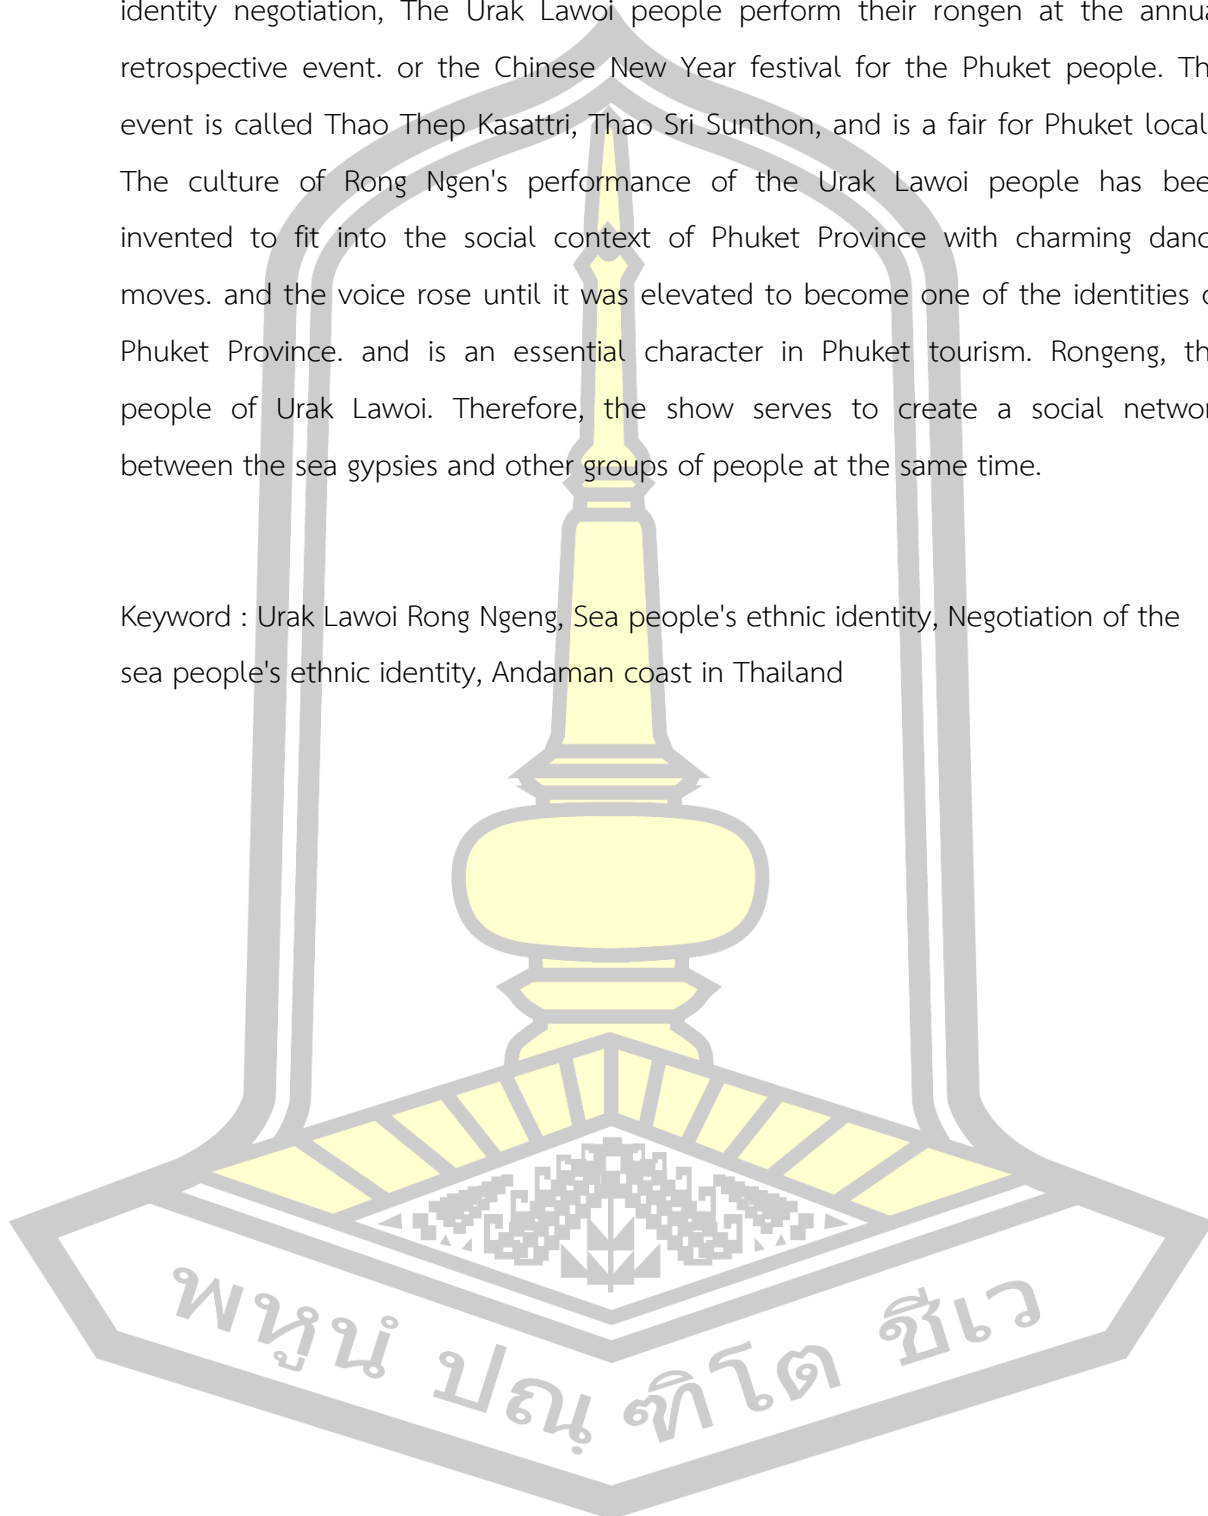 identity negotiation, The Urak Lawoi people perform their rongen at the annua
retrospective event. or the Chinese New Year festival for the Phuket people. Th
event is called Thao Thep Kasattri, Thao Sri Sunthon, and is a fair for Phuket local
The culture of Rong Ngen's performance of the Urak Lawoi people has bee
invented to fit into the social context of Phuket Province with charming danc
moves. and the voice rose until it was elevated to become one of the identities o
Phuket Province. and is an essential character in Phuket tourism. Rongeng, th
people of Urak Lawoi. Therefore, the show serves to create a social networ
between the sea gypsies and other groups of people at the same time.
Keyword : Urak Lawoi Rong Ngeng, Sea people's ethnic identity, Negotiation of the
sea people's ethnic identity, Andaman coast in Thailand
พหูนํ ปณฺฑิโต ชีเว